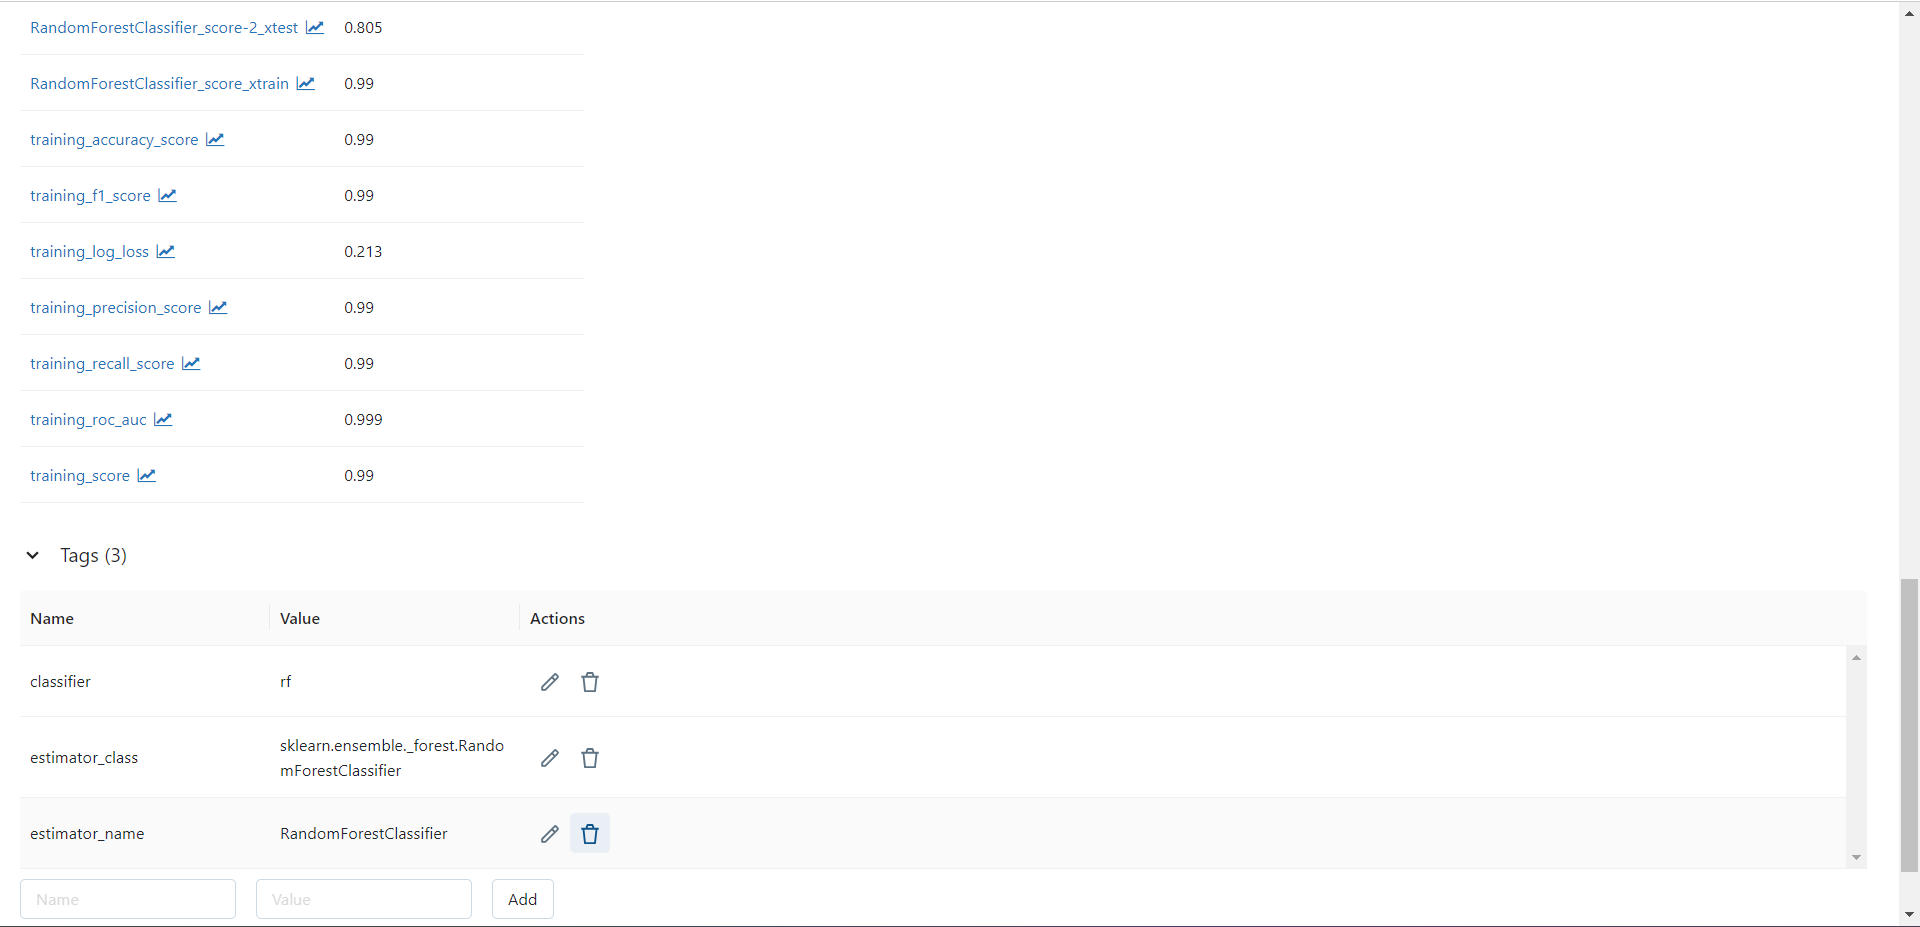 RandomForestClassifier_score-2_xtest 0.805
RandomForestClassifier_score_xtrain 0.99
training_accuracy_score 0.99
training_f1_score 0.99
training_log_loss 0.213
training_precision_score 0.99
training_recall_score 0.99
training_roc_auc 0.999
training_score 0.99
Tags (3)
Name Value Actions
classifier rf
estimator_class sklearn.ensemble._forest.Rando
mForestClassifier
estimator_name RandomForestClassifier
Name Value Add